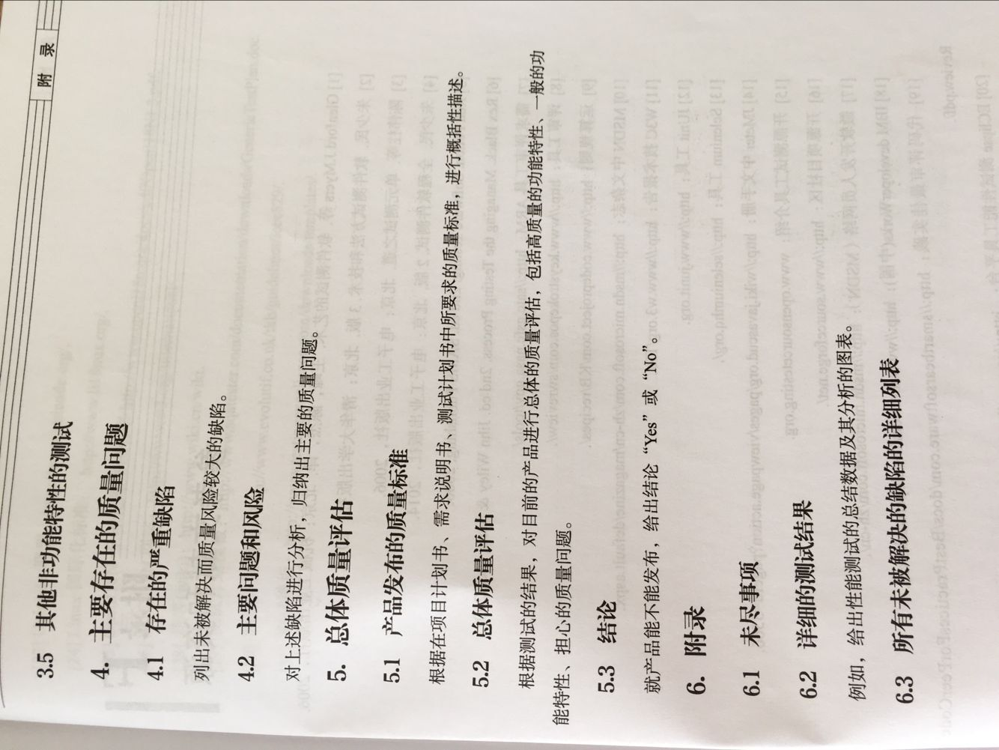 附 录
3.5 其他非功能特性的测试
4. 主要存在的质量问题
4.1 存在的严重缺陷
列出未被解决而质量风险较大的缺陷。
4.2 主要问题和风险
对上述缺陷进行分析，归纳出主要的质量问题。
5. 总体质量评估
5.1 产品发布的质量标准
根据在项目计划书、需求说明书、测试计划书中所要求的质量标准，进行概括性描述。
5.2 总体质量评估
根据测试的结果，对目前的产品进行总体的质量评估，包括高质量的功能特性、一般的功
能特性、担心的质量问题。
5.3 结论
就产品能不能发布，给出结论“Yes”或“No”。
6. 附录
6.1 未尽事项
6.2 详细的测试结果
例如，给出性能测试的总结数据及其分析的图表。
6.3 所有未被解决的缺陷的详细列表